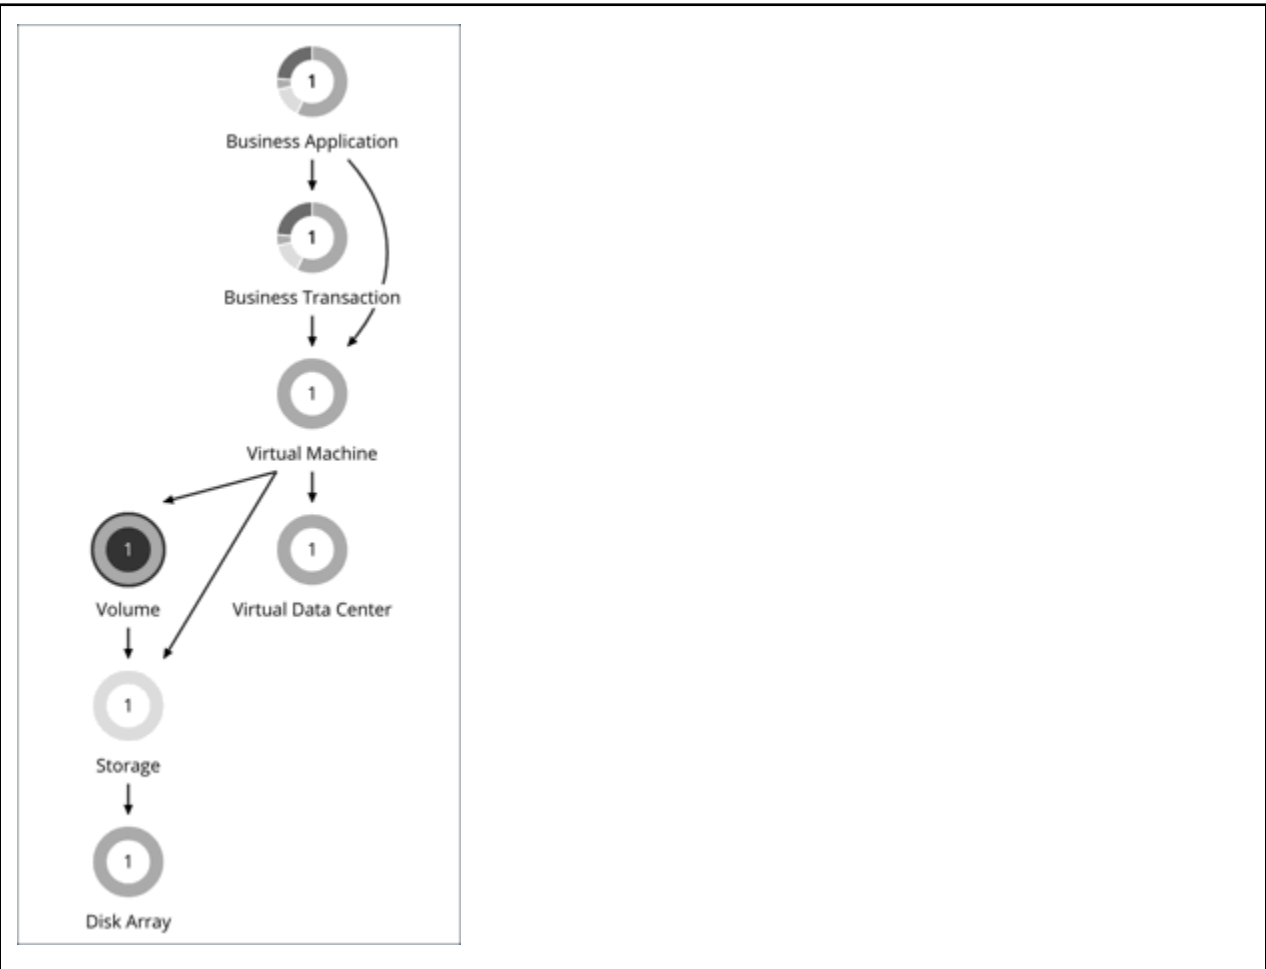 1
Business Application
1
Business Transaction
1
Virtual Machine
1
1
Volume
Virtual Data Center
1
Storage
1
Disk Array